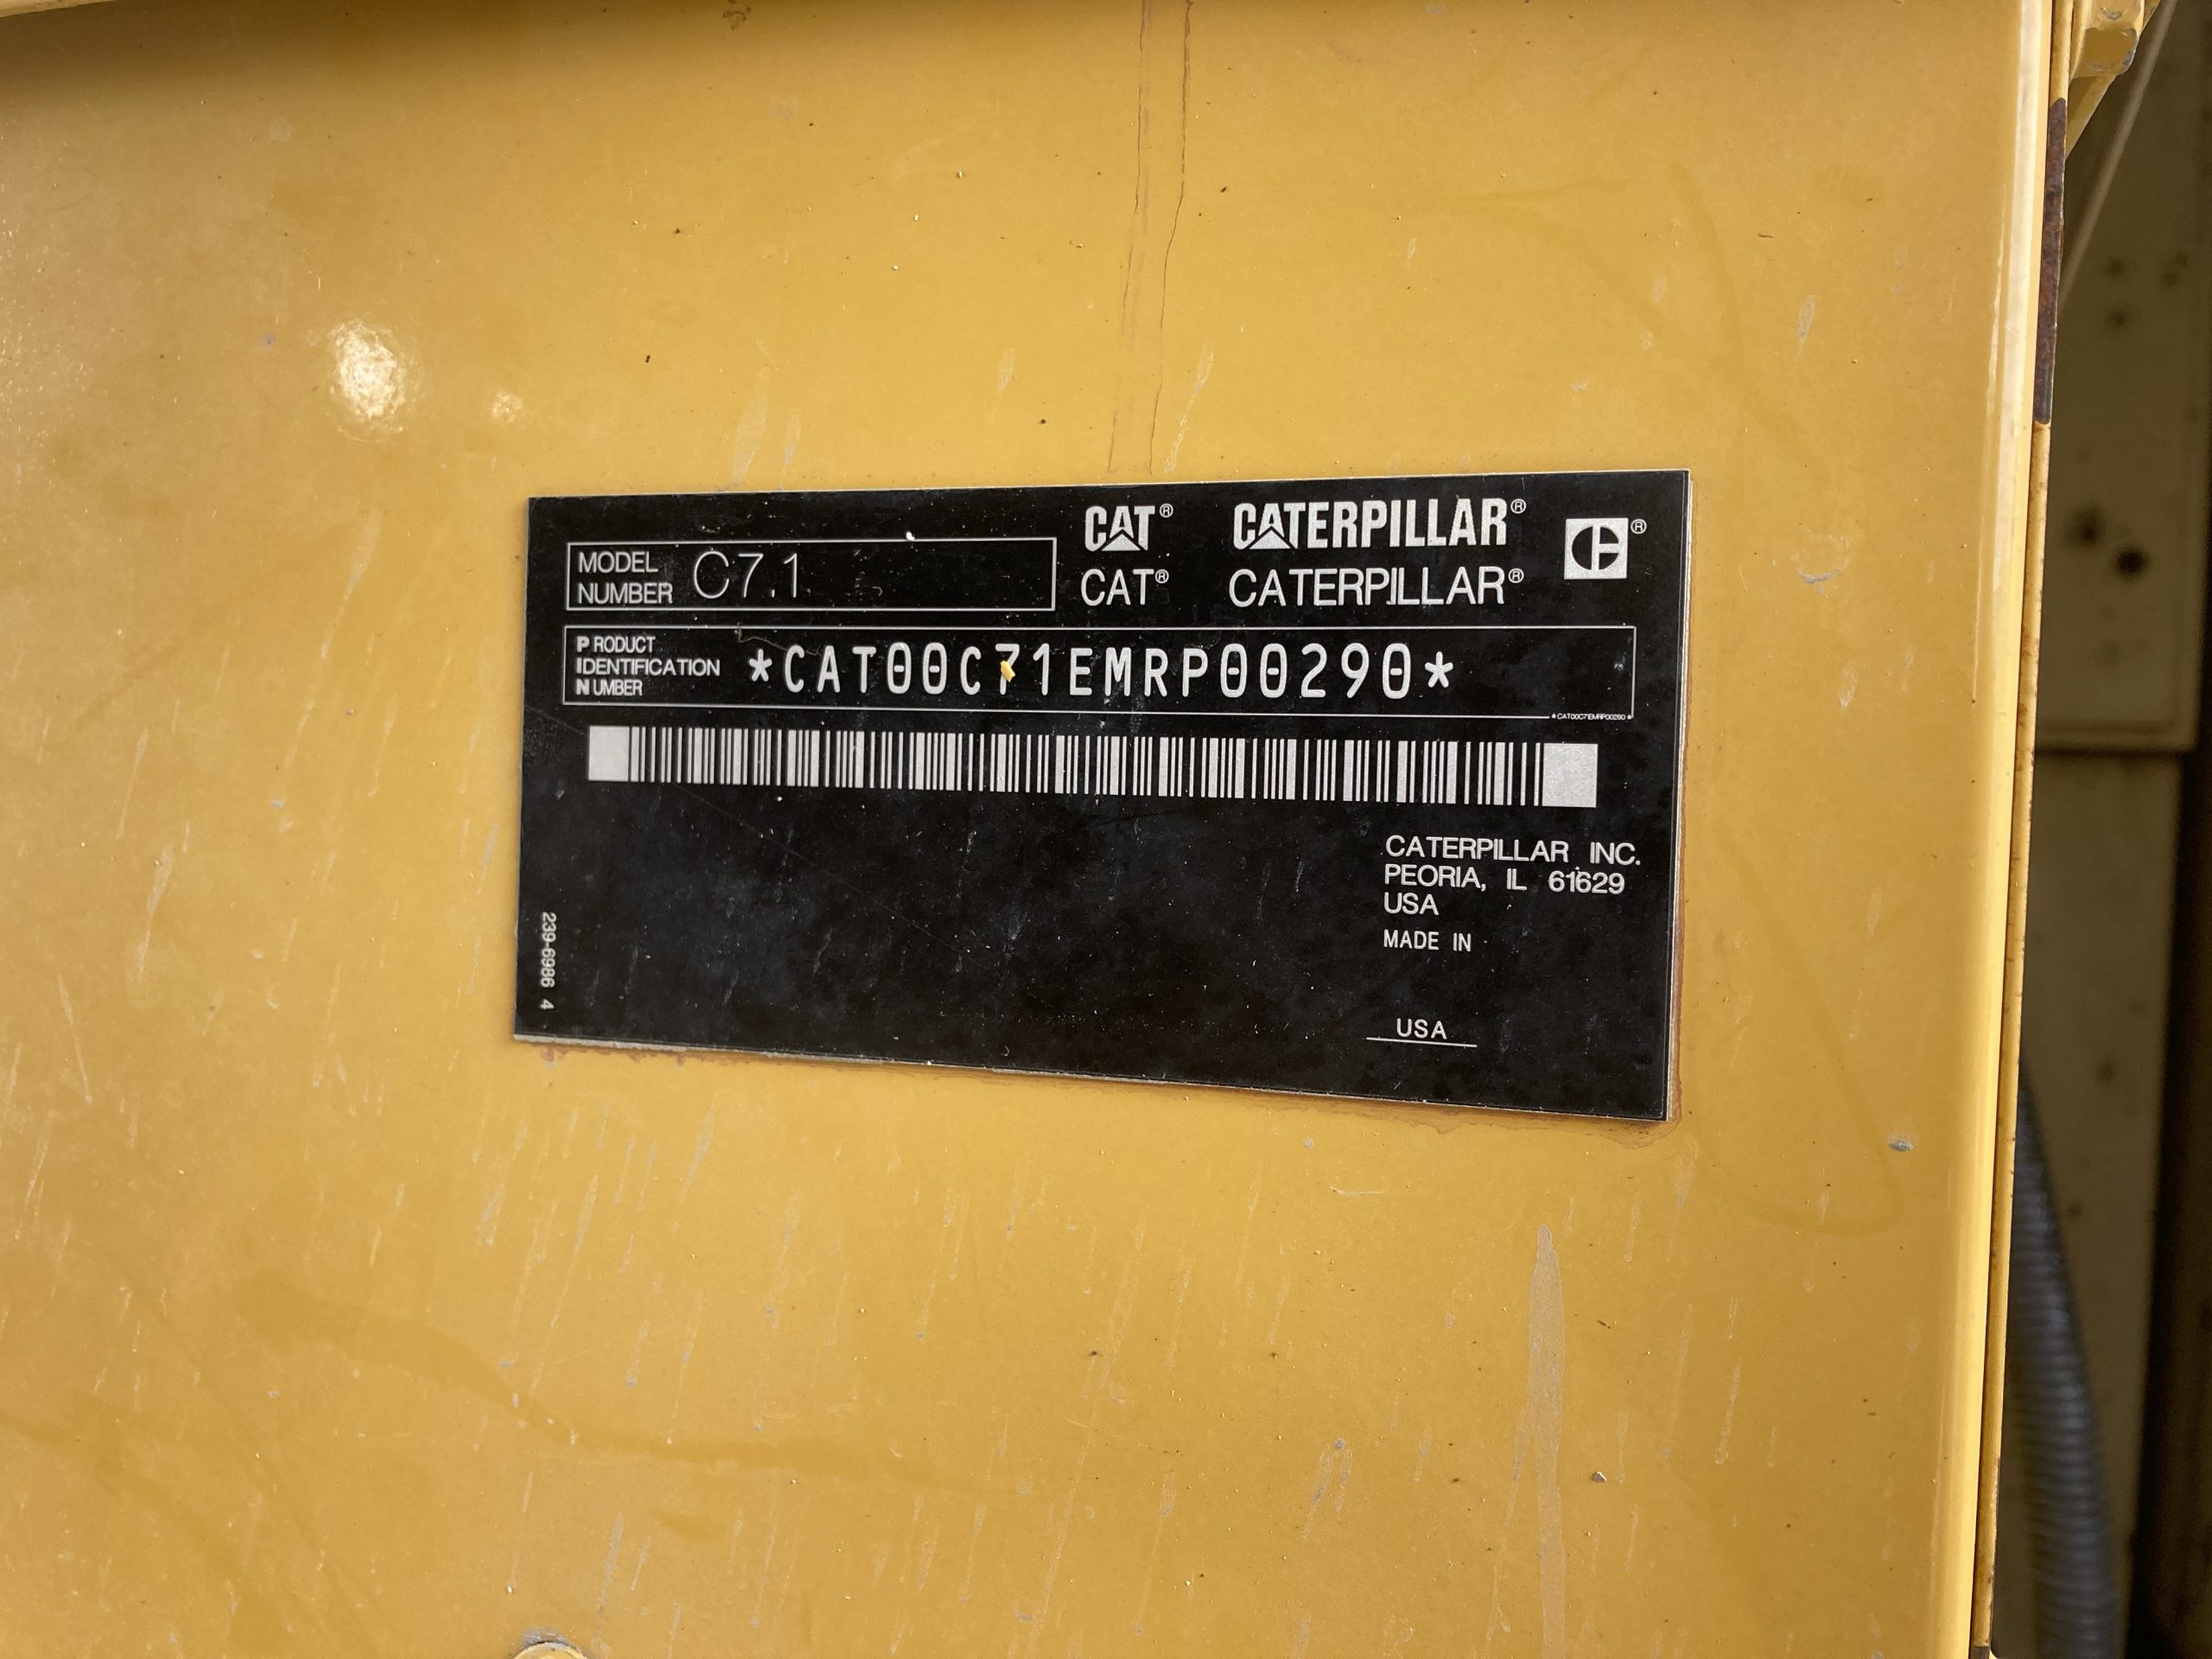 CAT® CATERPILLAR® ®
MODEL NUMBER C7.1
CAT® CATERPILLAR®
PRODUCT
IDENTIFICATION
NUMBER
*CAT00C71EMRP00290*
*CAT00C71EMRP00290*
CATERPILLAR INC.
PEORIA, IL 61629
USA
MADE IN
USA
239-6986 4